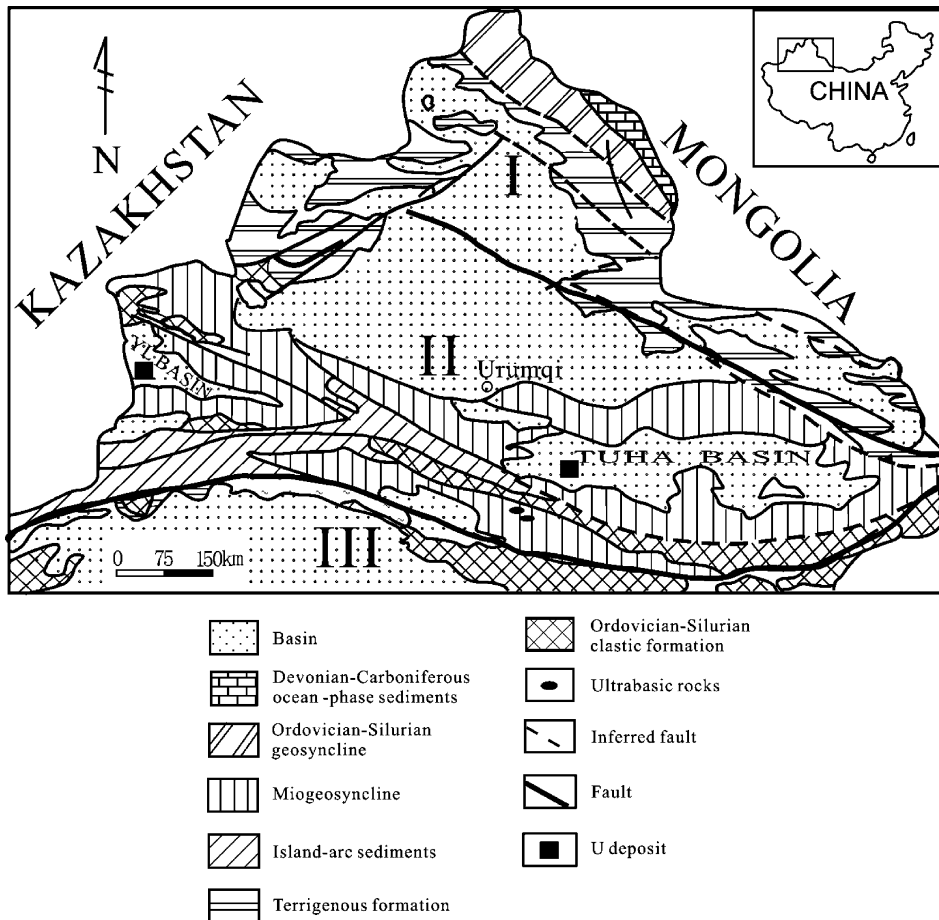 CHINA
KAZAKHSTAN
MONGOLIA
N
I
II
III
YL BASIN
Urümqi
TUHA BASIN
0 75 150km
Basin
Devonian-Carboniferous
ocean-phase sediments
Ordovician-Silurian
geosyncline
Miogeosyncline
Island-arc sediments
Terrigenous formation
Ordovician-Silurian
clastic formation
Ultrabasic rocks
Inferred fault
Fault
U deposit